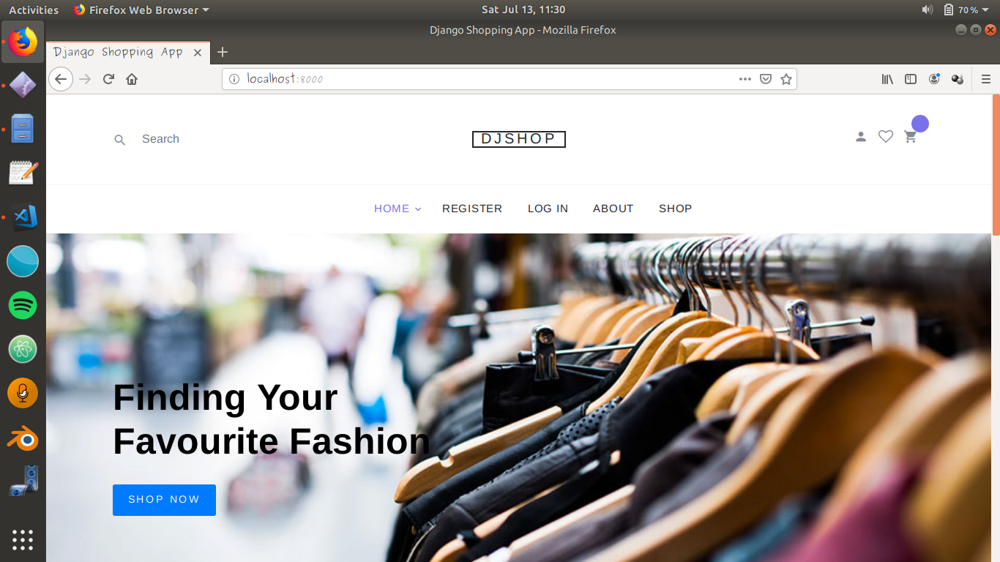 Activities
Firefox Web Browser
Sat Jul 13, 11:30
70 %
Django Shopping App - Mozilla Firefox
Django Shopping App
localhost:8000
Search
DJSHOP
HOME
REGISTER
LOG IN
ABOUT
SHOP
Finding Your
Favourite Fashion
SHOP NOW